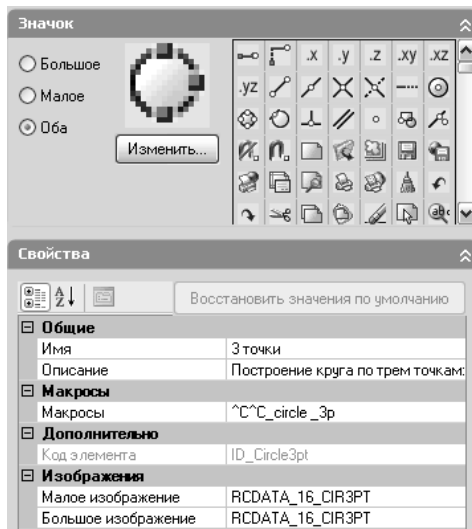 Значок
Большое
Малое
Оба
Изменить...
.X .y .Z .XY .XZ
.YZ
Свойства
Восстановить значения по умолчанию
Общие
Имя 3 точки
Описание Построение круга по трем точкам:
Макросы
Макросы ^C^C_circle _3p
Дополнительно
Код элемента ID_Circle3pt
Изображения
Малое изображение RCDATA_16_CIR3PT
Большое изображение RCDATA_16_CIR3PT